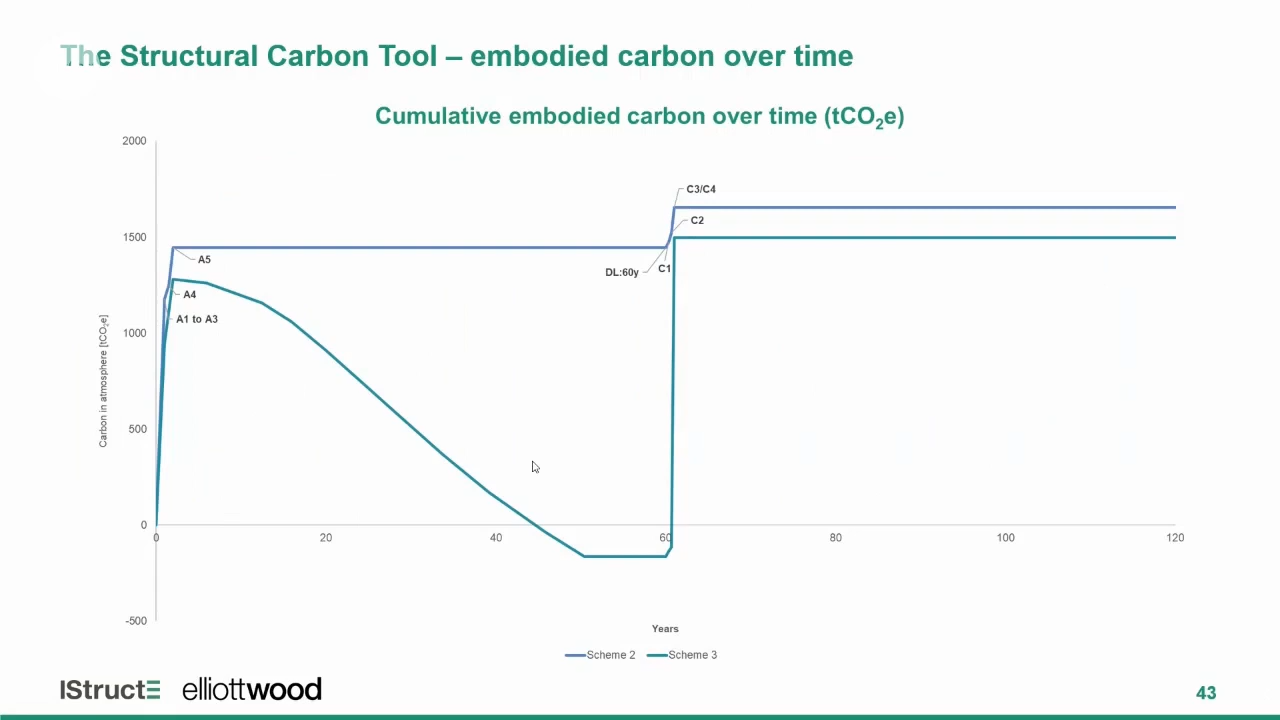 The Structural Carbon Tool – embodied carbon over time
Cumulative embodied carbon over time (tCO₂e)
2000
1500
1000
500
0
-500
Carbon in atmosphere [tCO₂e]
C3/C4
C2
A5
DL:60y
C1
A4
A1 to A3
0
20
40
60
80
100
120
Years
Scheme 2
Scheme 3
IStructE
elliottwood
43